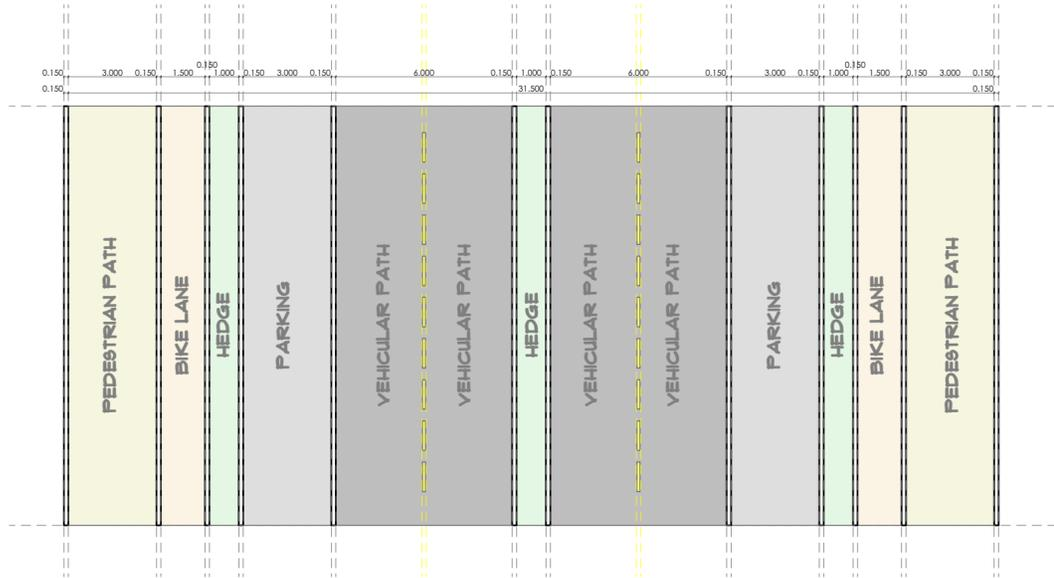 0.150 0.150
0.150 3.000 0.150 1.500 1.000 0.150 3.000 0.150 6.000 0.150 1.000 0.150 6.000 0.150 3.000 0.150 1.000 1.500 0.150 3.000 0.150
0.150 31.500 0.150
PEDESTRIAN PATH
BIKE LANE
HEDGE
PARKING
VEHICULAR PATH
VEHICULAR PATH
HEDGE
VEHICULAR PATH
VEHICULAR PATH
PARKING
HEDGE
BIKE LANE
PEDESTRIAN PATH